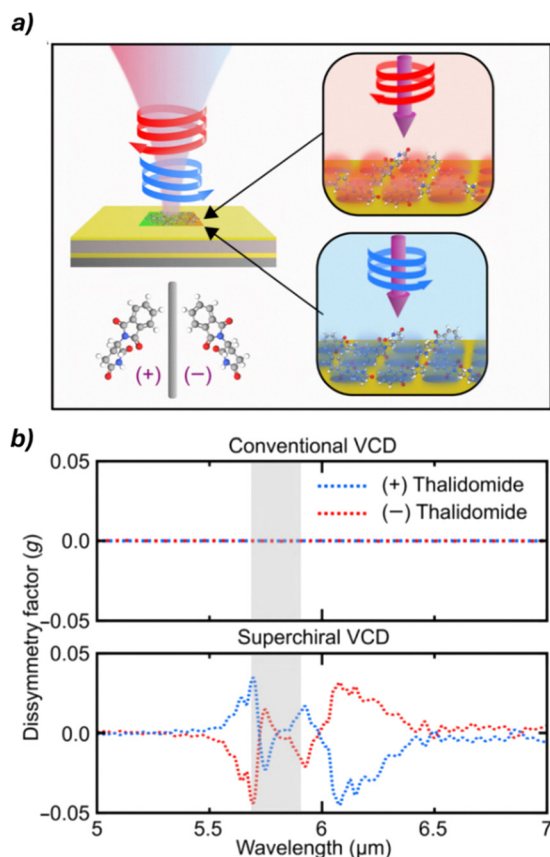 a)
(+)
(−)
b)
Conventional VCD
0.05
0.0
−0.05
(+) Thalidomide
(−) Thalidomide
Dissymmetry factor (g)
Superchiral VCD
0.05
0.0
−0.05
5
5.5
6
6.5
7
Wavelength (µm)